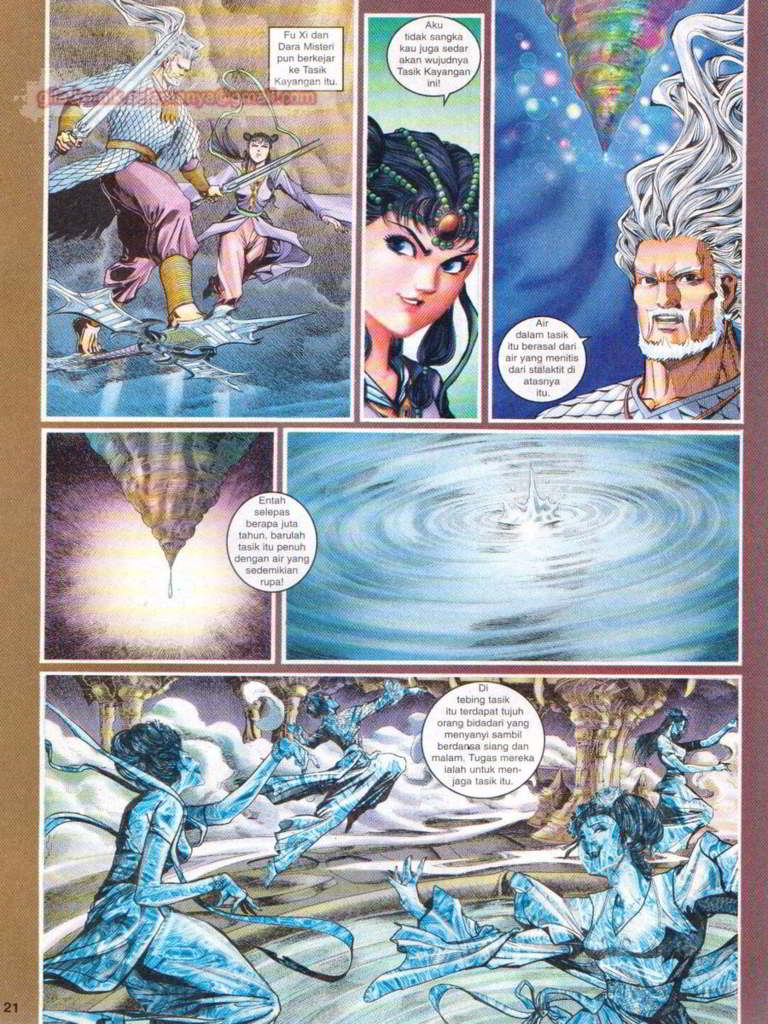 Fu Xi dan
Dara Misteri
pun berkejar
ke Tasik
Kayangan itu.
Aku
tidak sangka
kau juga sedar
akan wujudnya
Tasik Kayangan
ini!
Air
dalam tasik
itu berasal dari
air yang menitis
dari stalaktit di
atasnya
itu.
Entah
selepas
berapa juta
tahun, barulah
tasik itu penuh
dengan air yang
sedemikian
rupa!
Di
tebing tasik
itu terdapat tujuh
orang bidadari yang
menyanyi sambil
berdansa siang dan
malam. Tugas mereka
ialah untuk men-
jaga tasik itu.
21